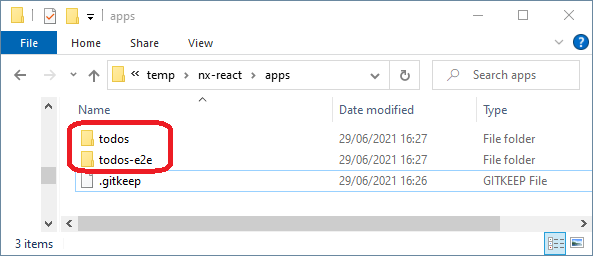 apps
File Home Share View
temp nx-react apps Search apps
Name Date modified Type
todos 29/06/2021 16:27 File folder
todos-e2e 29/06/2021 16:27 File folder
.gitkeep 29/06/2021 16:26 GITKEEP File
3 items